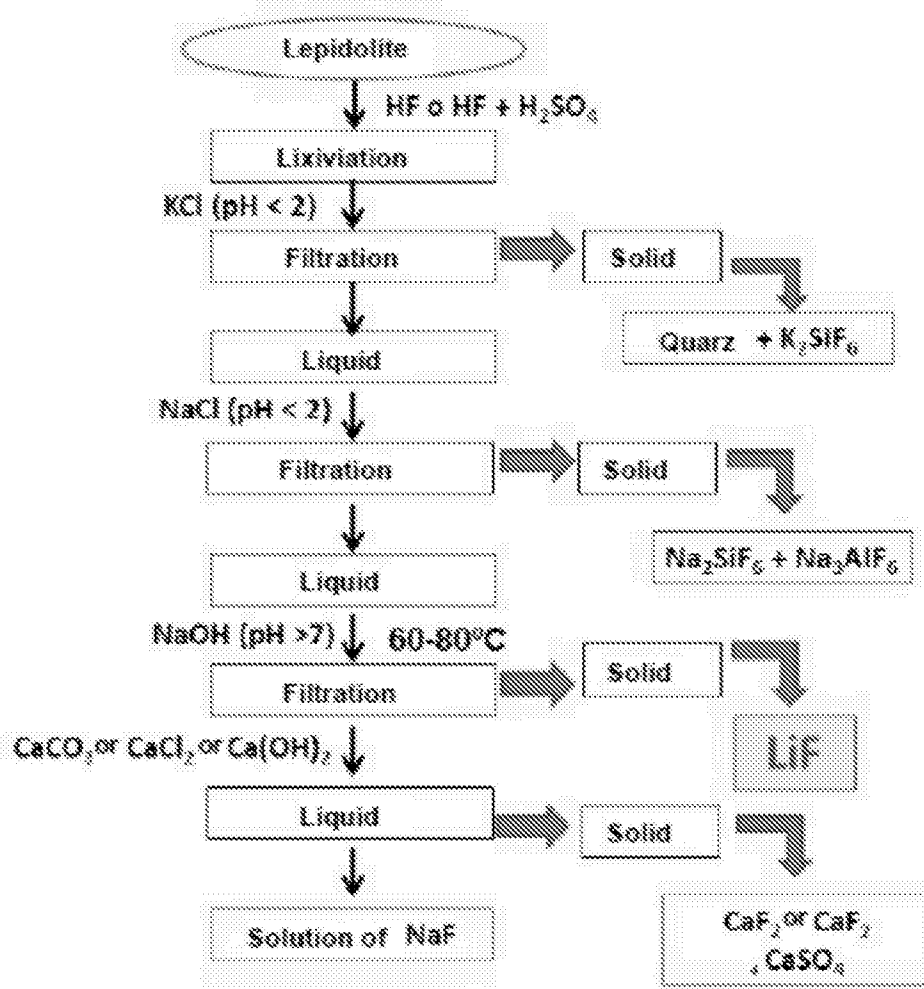 Lepidolite
HF o HF + H₂SO₄
Lixiviation
KCl (pH < 2)
Filtration
Solid
Quarz + K₂SiF₆
Liquid
NaCl (pH < 2)
Filtration
Solid
Na₂SiF₆ + Na₃AlF₆
Liquid
NaOH (pH >7) 60-80ºC
Filtration
Solid
LiF
CaCO₃ or CaCl₂ or Ca(OH)₂
Liquid
Solid
CaF₂ or CaF₂
, CaSO₄
Solution of NaF